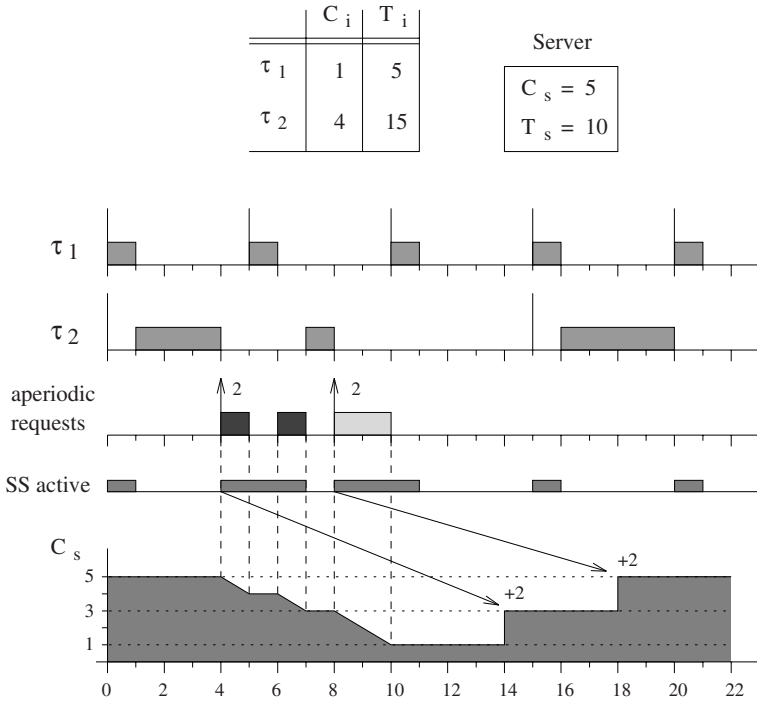 C i T i
τ 1 1 5
τ 2 4 15
Server
C s = 5
T s = 10
τ 1
τ 2
aperiodic
requests
2 2
SS active
C s
+2
+2
5
3
1
0 2 4 6 8 10 12 14 16 18 20 22